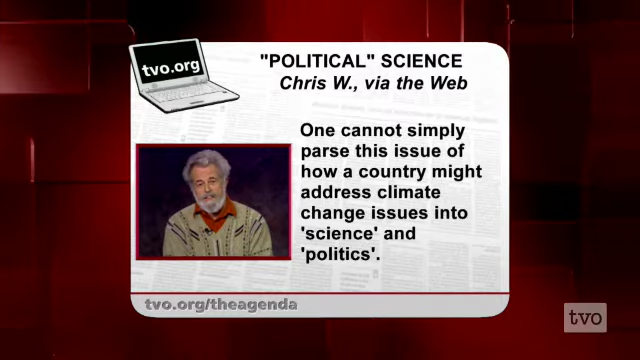 tvo.org
"POLITICAL" SCIENCE
Chris W., via the Web
One cannot simply
parse this issue of
how a country might
address climate
change issues into
'science' and
'politics'.
tvo.org/theagenda
tvo